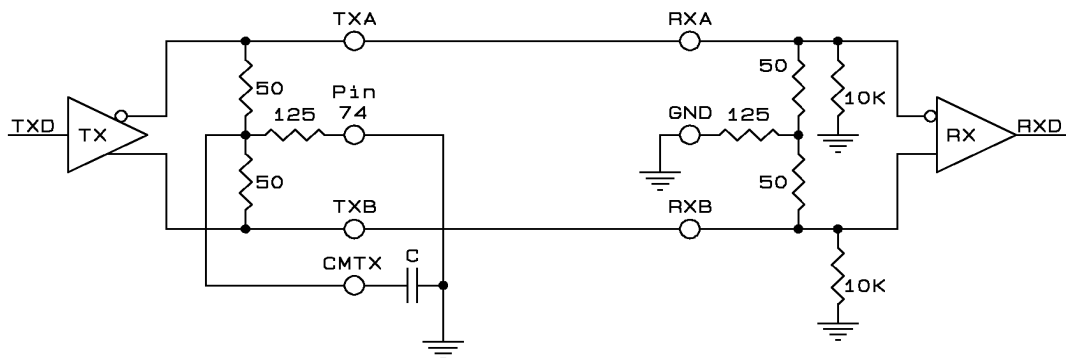 TXA
RXA
50
50
Pin
74
125
10K
GND
125
TXD
TX
RX
RXD
50
50
TXB
RXB
CMTX
C
10K